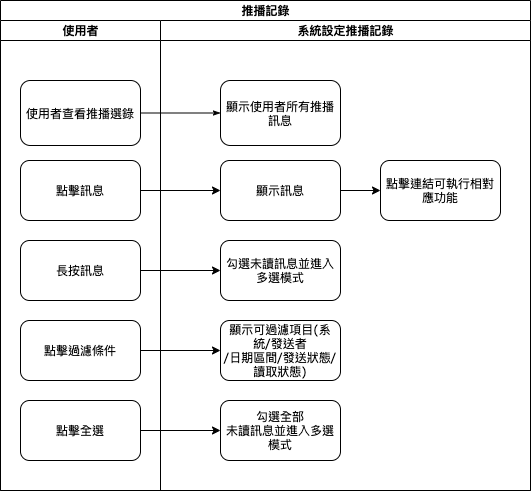 推播記錄
使用者
系統設定推播記錄
使用者查看推播選錄
顯示使用者所有推播
訊息
點擊訊息
顯示訊息
點擊連結可執行相對
應功能
長按訊息
勾選未讀訊息並進入
多選模式
點擊過濾條件
顯示可過濾項目(系
統/發送者
/日期區間/發送狀態/
讀取狀態)
點擊全選
勾選全部
未讀訊息並進入多選
模式